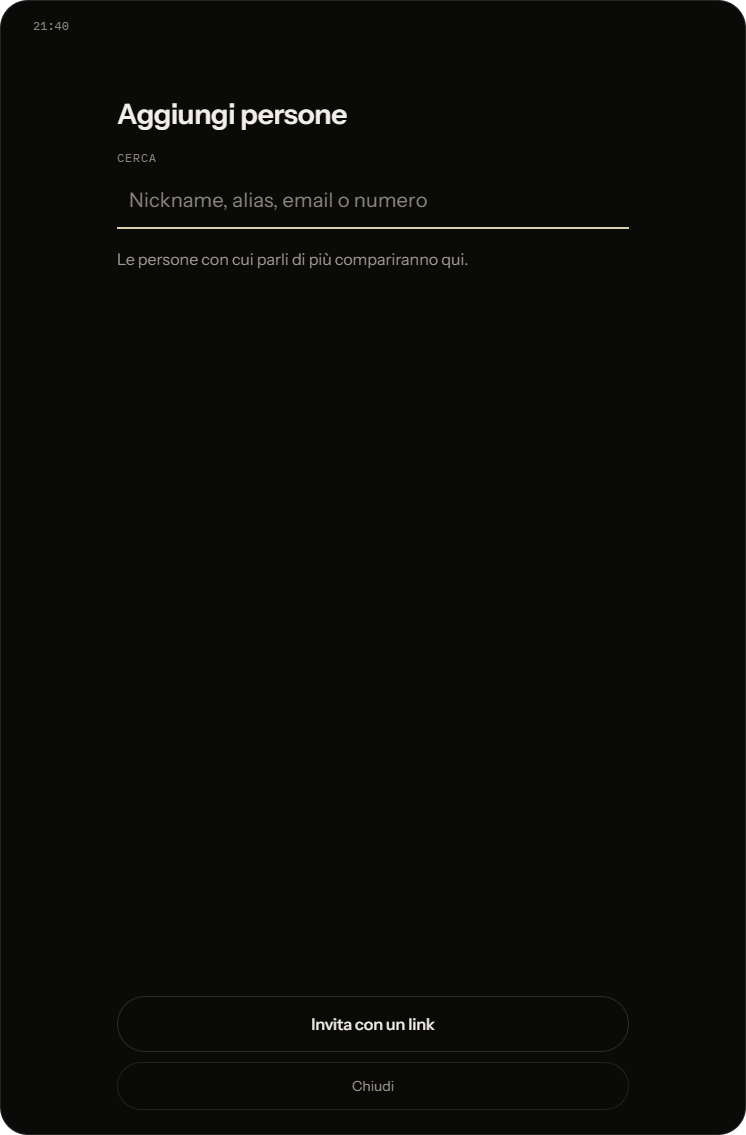 21:40
Aggiungi persone
CERCA
Nickname, alias, email o numero
Le persone con cui parli di più compariranno qui.
Invita con un link
Chiudi